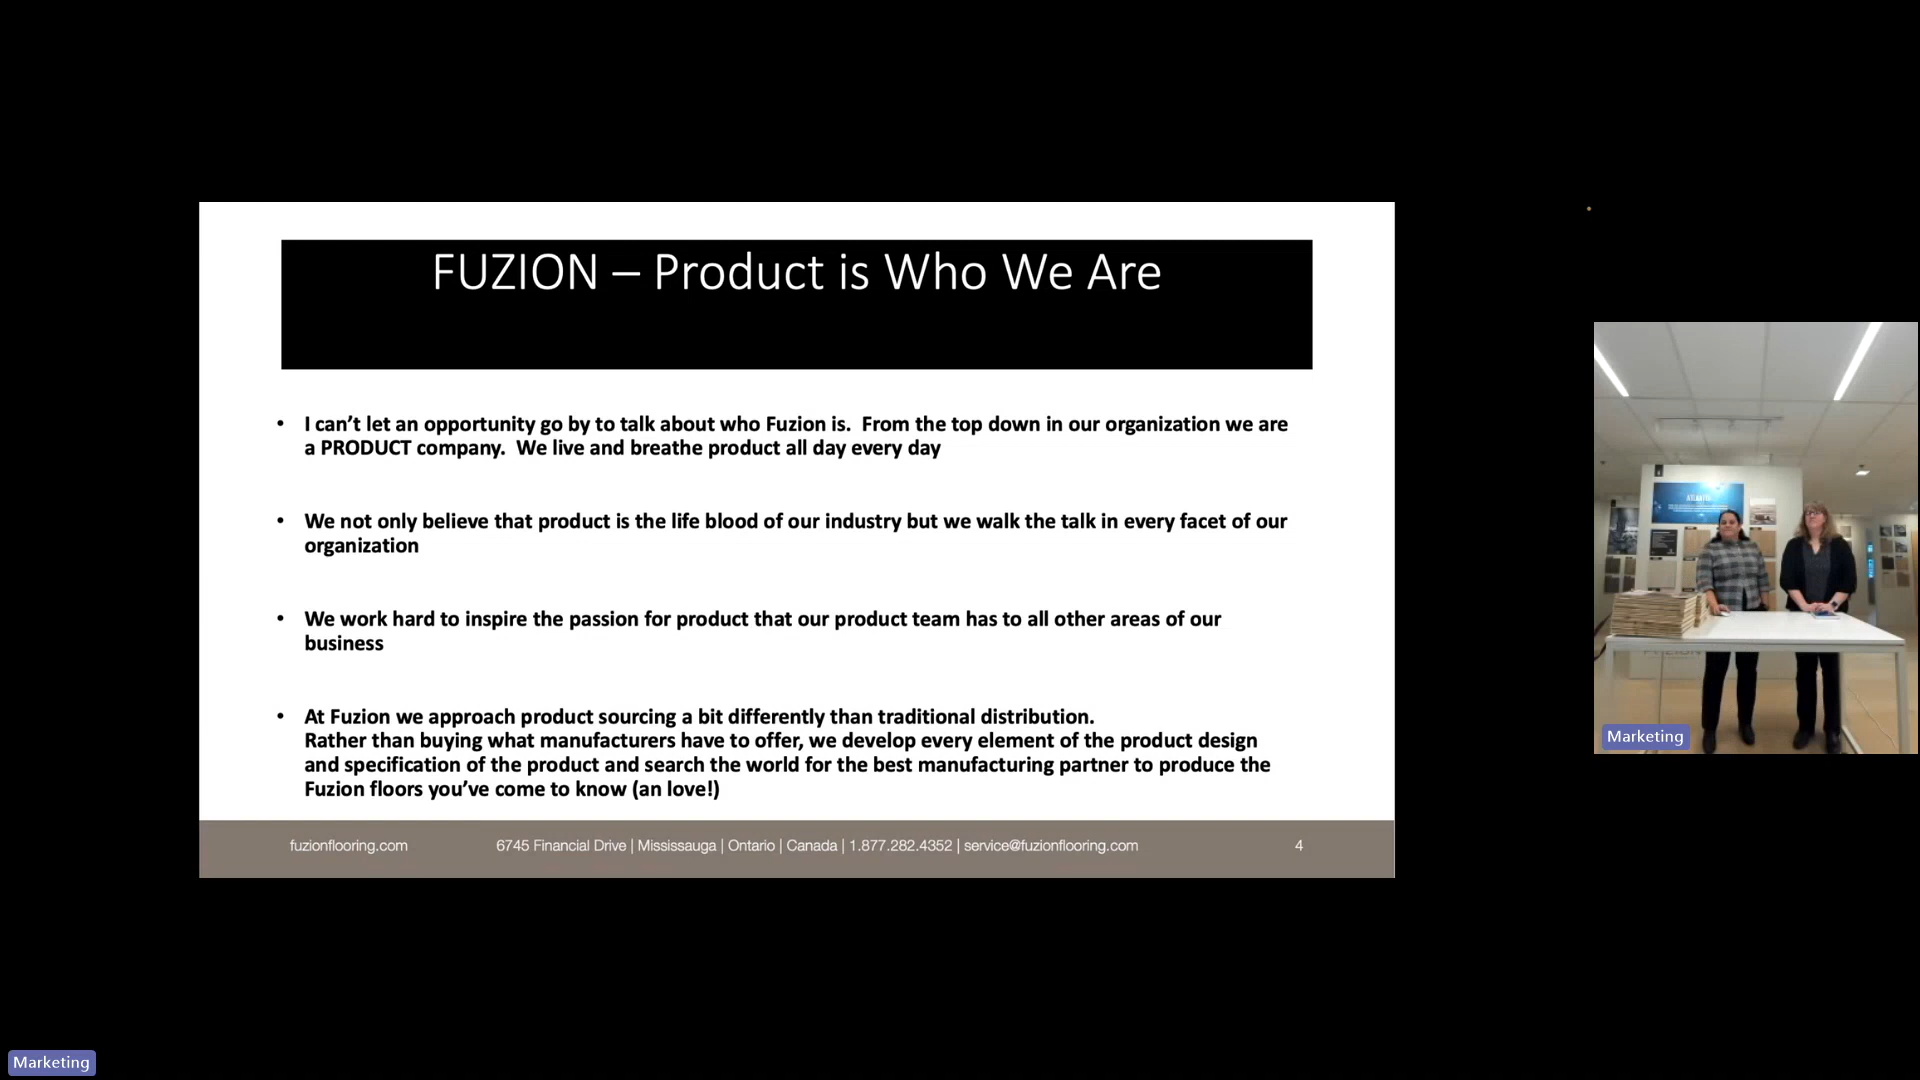 FUZION – Product is Who We Are
• I can’t let an opportunity go by to talk about who Fuzion is.  From the top down in our organization we are
a PRODUCT company.  We live and breathe product all day every day
• We not only believe that product is the life blood of our industry but we walk the talk in every facet of our
organization
• We work hard to inspire the passion for product that our product team has to all other areas of our
business
• At Fuzion we approach product sourcing a bit differently than traditional distribution.
Rather than buying what manufacturers have to offer, we develop every element of the product design
and specification of the product and search the world for the best manufacturing partner to produce the
Fuzion floors you’ve come to know (an love!)
fuzionflooring.com 6745 Financial Drive | Mississauga | Ontario | Canada | 1.877.282.4352 | service@fuzionflooring.com 4
FUZION
Marketing
Marketing